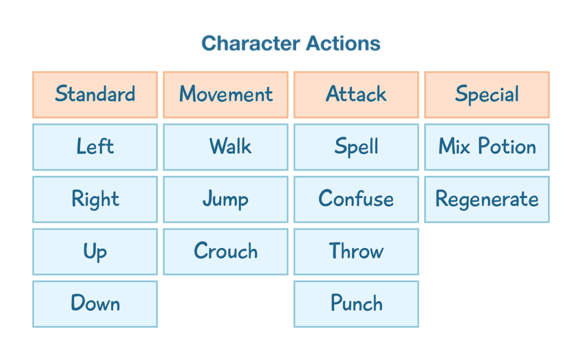 Character Actions
Standard Movement Attack Special
Left Walk Spell Mix Potion
Right Jump Confuse Regenerate
Up Crouch Throw
Down Punch